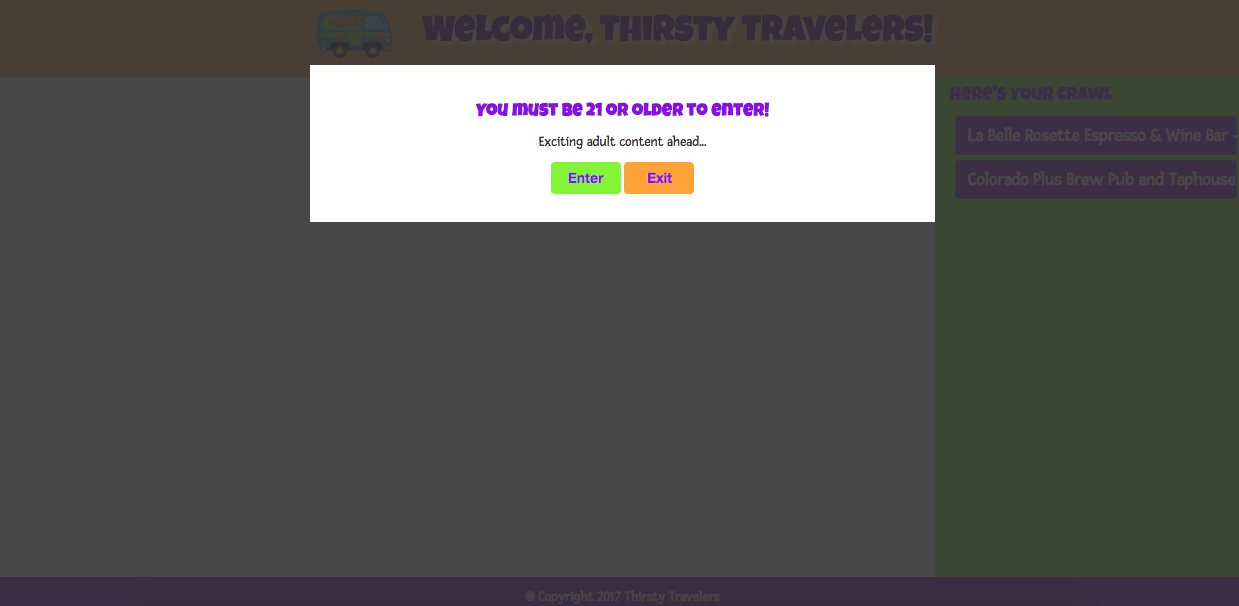 Welcome, Thirsty Travelers!
You must be 21 or older to enter!
Exciting adult content ahead...
Enter
Exit
Here's Your Crawl
La Belle Rosette Espresso & Wine Bar
Colorado Plus Brew Pub and Taphouse
© Copyright 2017 Thirsty Travelers